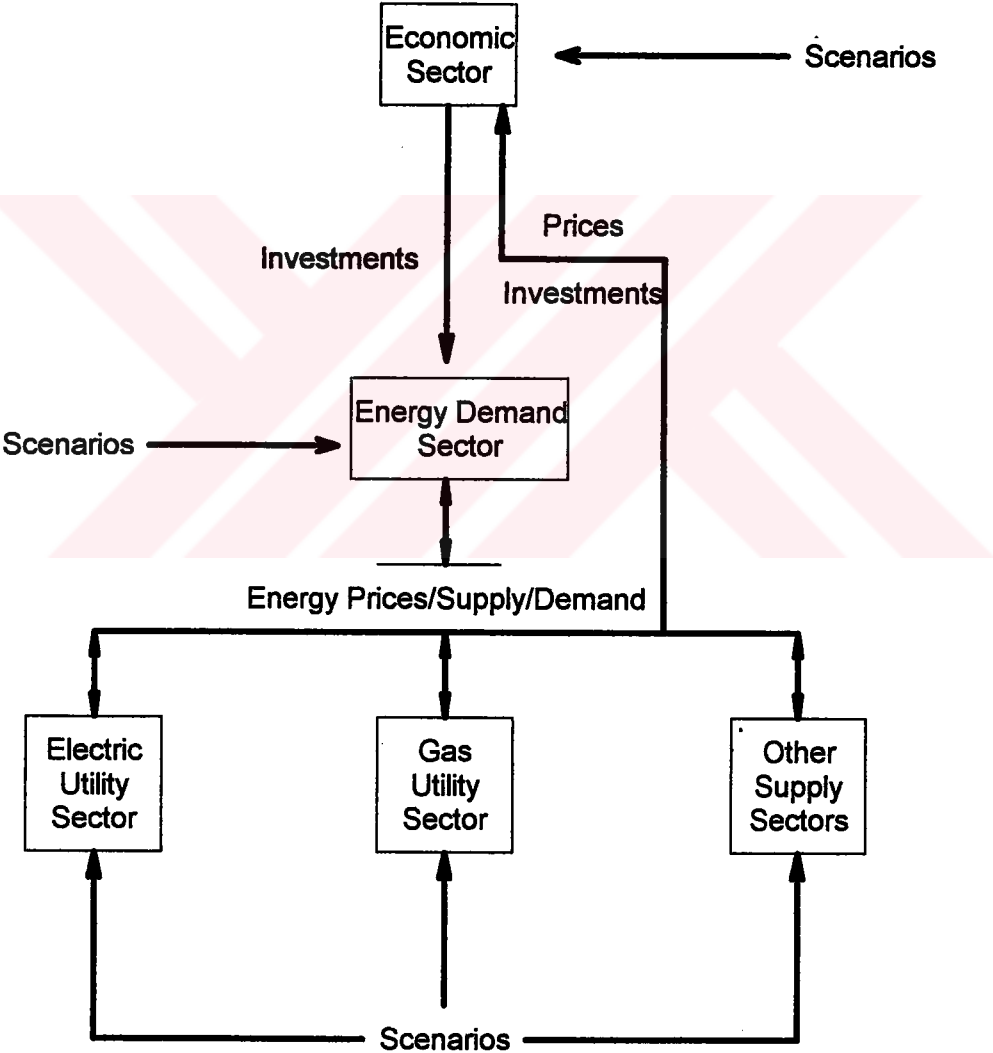 Economic
Sector
Scenarios
Prices
Investments
Investments
Energy Demand
Sector
Scenarios
Energy Prices/Supply/Demand
Electric
Utility
Sector
Gas
Utility
Sector
Other
Supply
Sectors
Scenarios